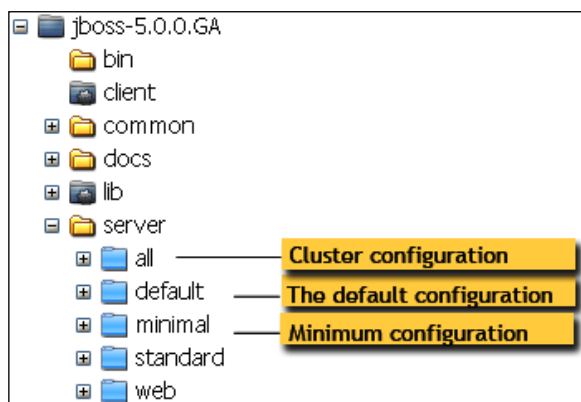 jboss-5.0.0.GA
bin
client
common
docs
lib
server
all Cluster configuration
default The default configuration
minimal Minimum configuration
standard
web